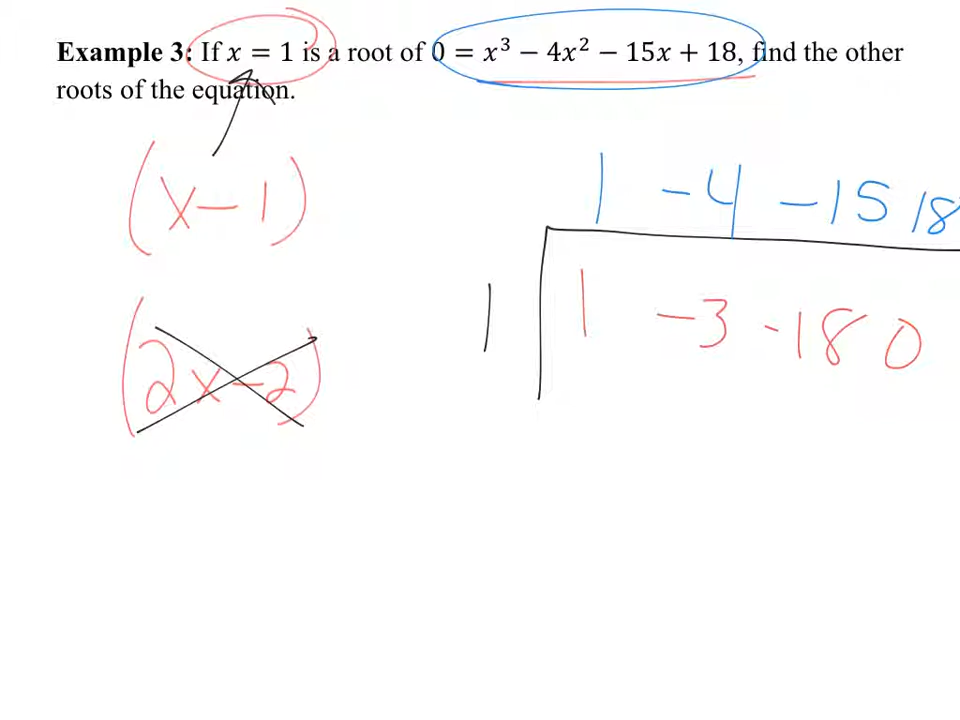 Example 3: If x = 1 is a root of 0 = x³ − 4x² − 15x + 18, find the other
roots of the equation.
(x − 1)
1 -4 -15 18
1 1 -3 -18 0
(2x − 2)